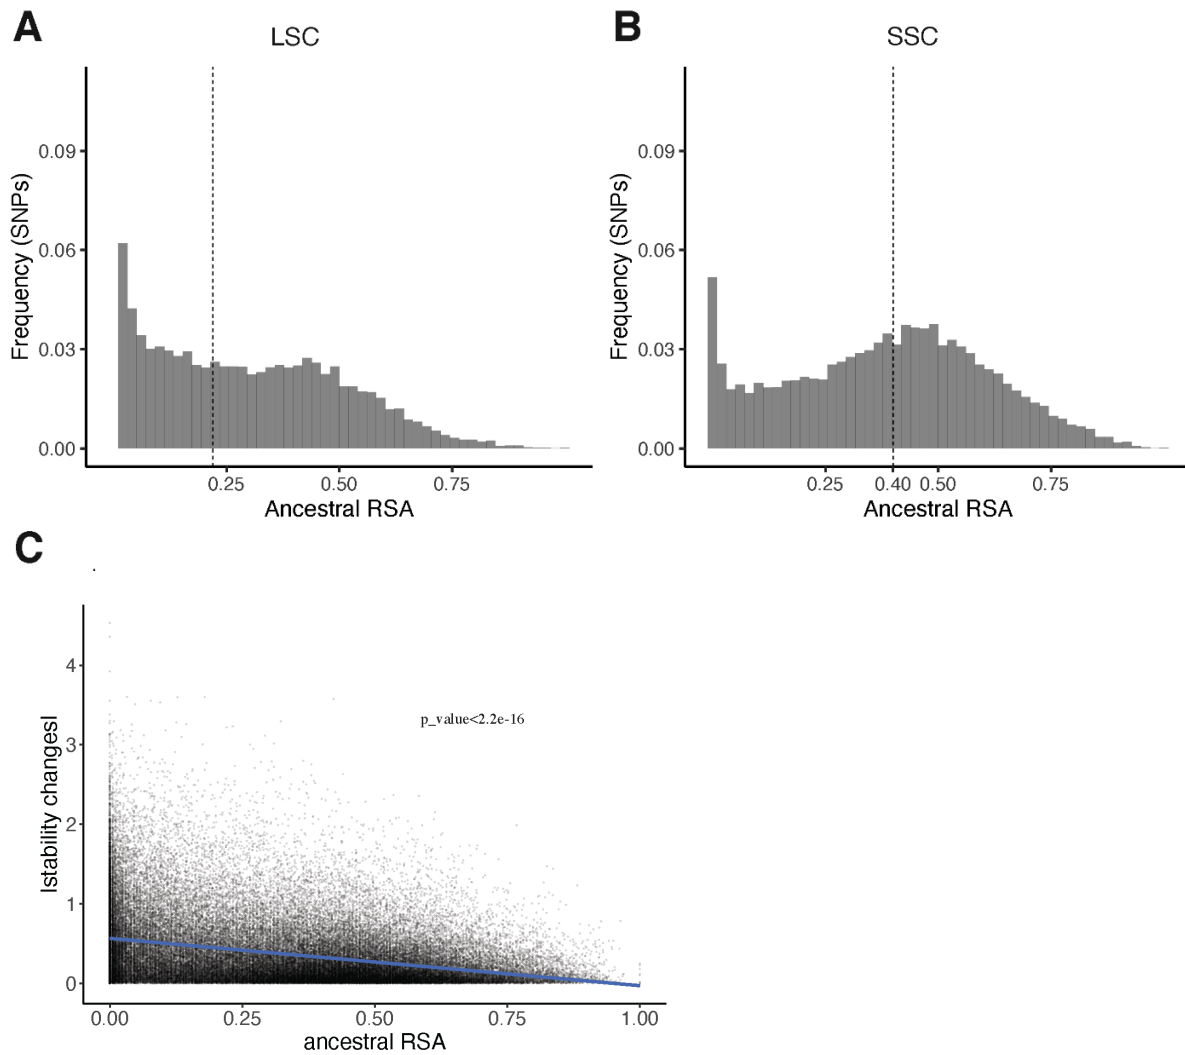 A
LSC
Frequency (SNPs)
0.09
0.06
0.03
0.00
0.25
0.50
0.75
Ancestral RSA
B
SSC
Frequency (SNPs)
0.09
0.06
0.03
0.00
0.25
0.40
0.50
0.75
Ancestral RSA
C
|stability changes|
4
3
2
1
0
p_value<2.2e-16
0.00
0.25
0.50
0.75
1.00
ancestral RSA